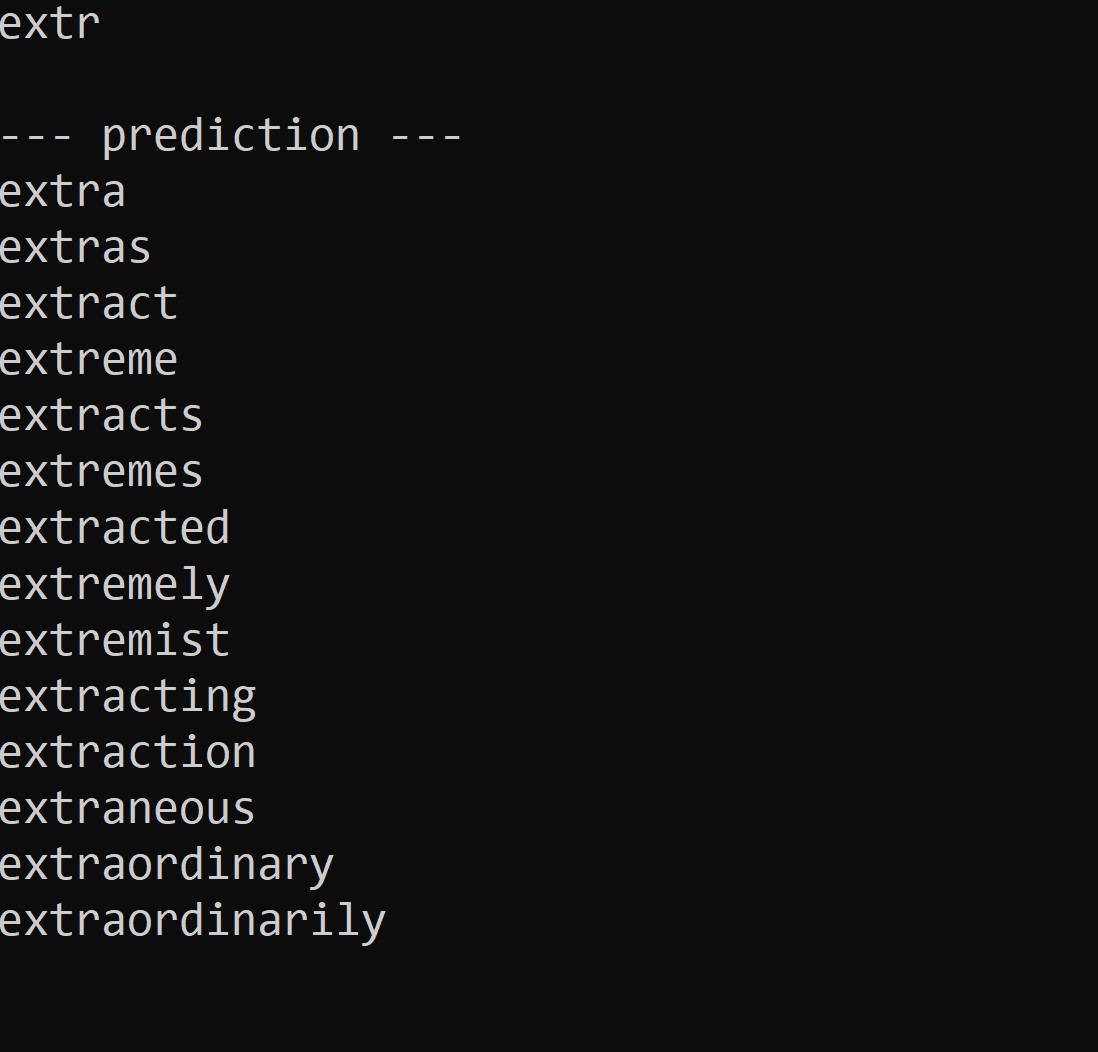 extr
--- prediction ---
extra
extras
extract
extreme
extracts
extremes
extracted
extremely
extremist
extracting
extraction
extraneous
extraordinary
extraordinarily